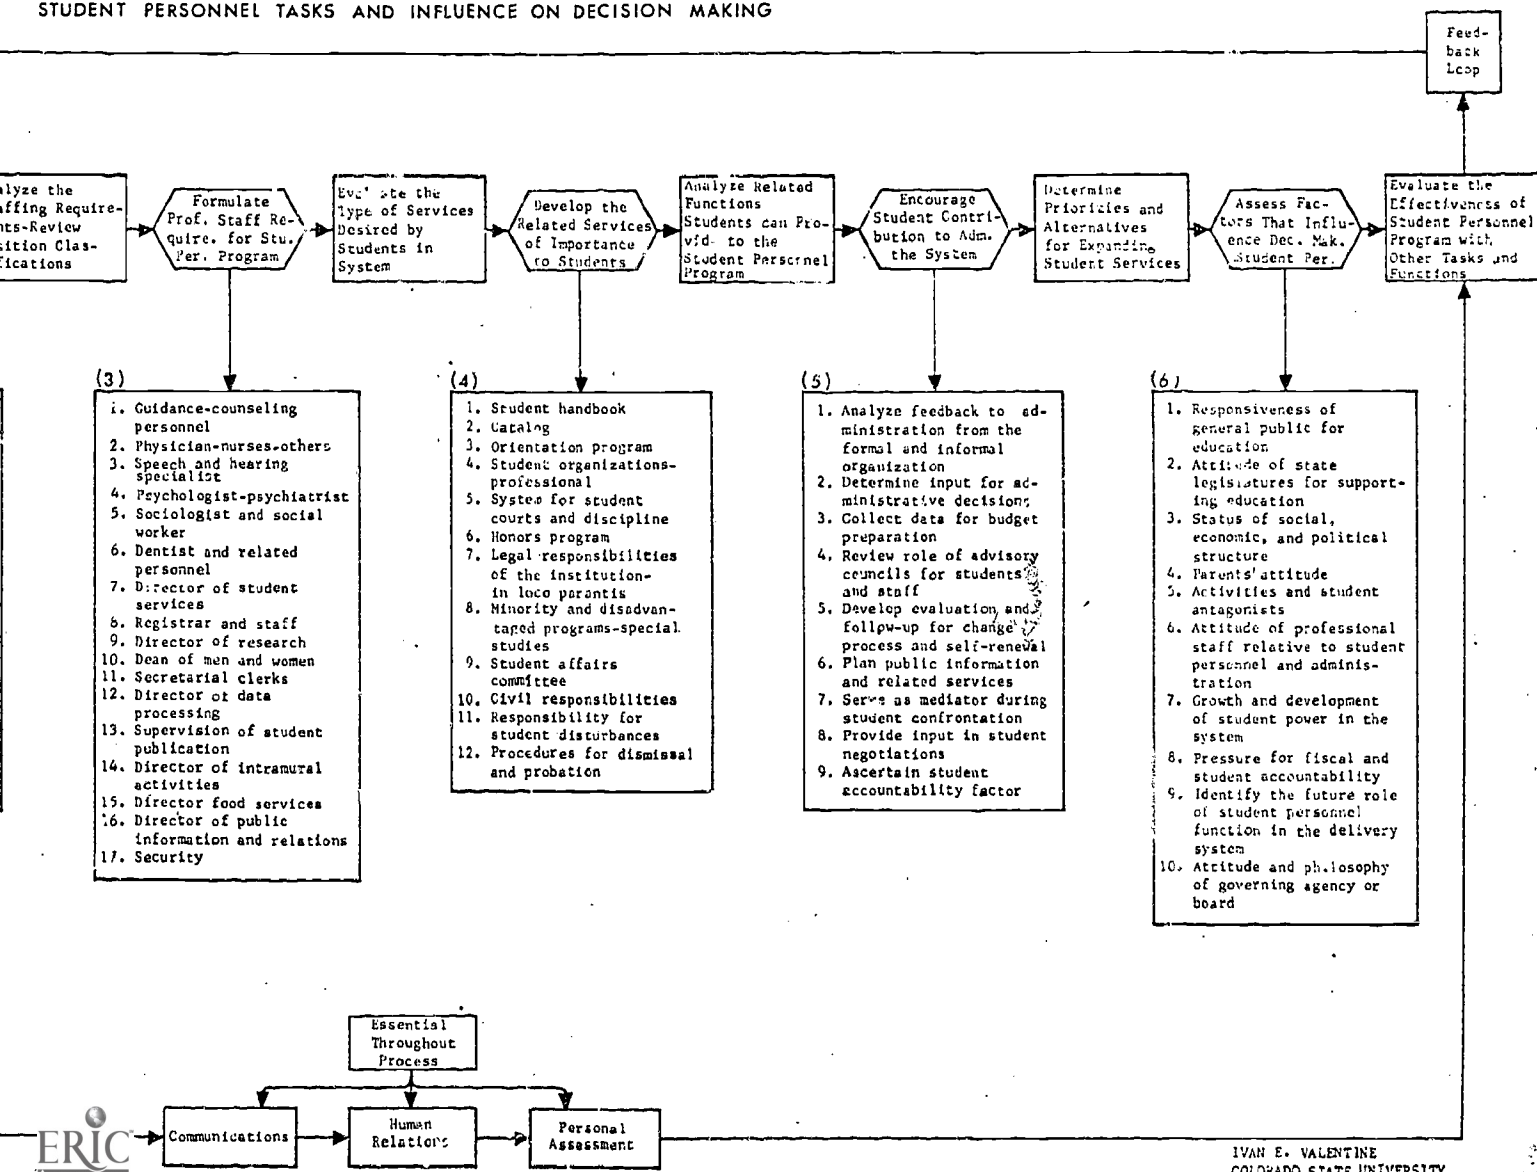 STUDENT PERSONNEL TASKS AND INFLUENCE ON DECISION MAKING
Feed-
back
Loop
the
Require-
Review
Clas-
Formulate
Prof. Staff Re-
quire. for Stu.
Per. Program
the
Type of Services
Desired by
Students in
System
Develop the
Related Services
of Importance
to Students
Analyze Related
Functions
Students can Pro-
to the
Student Personnel
Program
Encourage
Student Contri-
bution to Adm.
the System
Determine
Priorities and
Alternatives
for Expanding
Student Services
Assess Fac-
tors That Influ-
ence Dec. Mak.
Student Per.
Evaluate the
Effectiveness of
Student Personnel
Program with
Other Tasks and
Functions
(3)
1. Guidance-counseling
personnel
2. Physician-nurses-others
3. Speech and hearing
specialist
4. Psychologist-psychiatrist
5. Sociologist and social
worker
6. Dentist and related
personnel
7. Director of student
services
8. Registrar and staff
9. Director of research
10. Dean of men and women
11. Secretarial clerks
12. Director of data
processing
13. Supervision of student
publication
14. Director of intramural
activities
15. Director food services
16. Director of public
information and relations
17. Security
(4)
1. Student handbook
2. Catalog
3. Orientation program
4. Student organizations-
professional
5. System for student
courts and discipline
6. Honors program
7. Legal responsibilities
of the institution-
in loco parantis
8. Minority and disadvan-
taged programs-special
studies
9. Student affairs
committee
10. Civil responsibilities
11. Responsibility for
student disturbances
12. Procedures for dismissal
and probation
(5)
1. Analyze feedback to ad-
ministration from the
formal and informal
organization
2. Determine input for ad-
ministrative decisions
3. Collect data for budget
preparation
4. Review role of advisory
councils for students
and staff
5. Develop evaluation and
follow-up for change
process and self-renewal
6. Plan public information
and related services
7. Serve as mediator during
student confrontation
8. Provide input in student
negotiations
9. Ascertain student
accountability factor
(6)
1. Responsiveness of
general public for
education
2. Attitude of state
legislatures for support-
ing education
3. Status of social,
economic, and political
structure
4. Parents' attitude
5. Activities and student
antagonists
6. Attitude of professional
staff relative to student
personnel and adminis-
tration
7. Growth and development
of student power in the
system
8. Pressure for fiscal and
student accountability
9. Identify the future role
of student personnel
function in the delivery
system
10. Attitude and philosophy
of governing agency or
board
Essential
Throughout
Process
Communications
Human
Relations
Personal
Assessment
ERIC
IVAN E. VALENTINE
COLORADO STATE UNIVERSITY